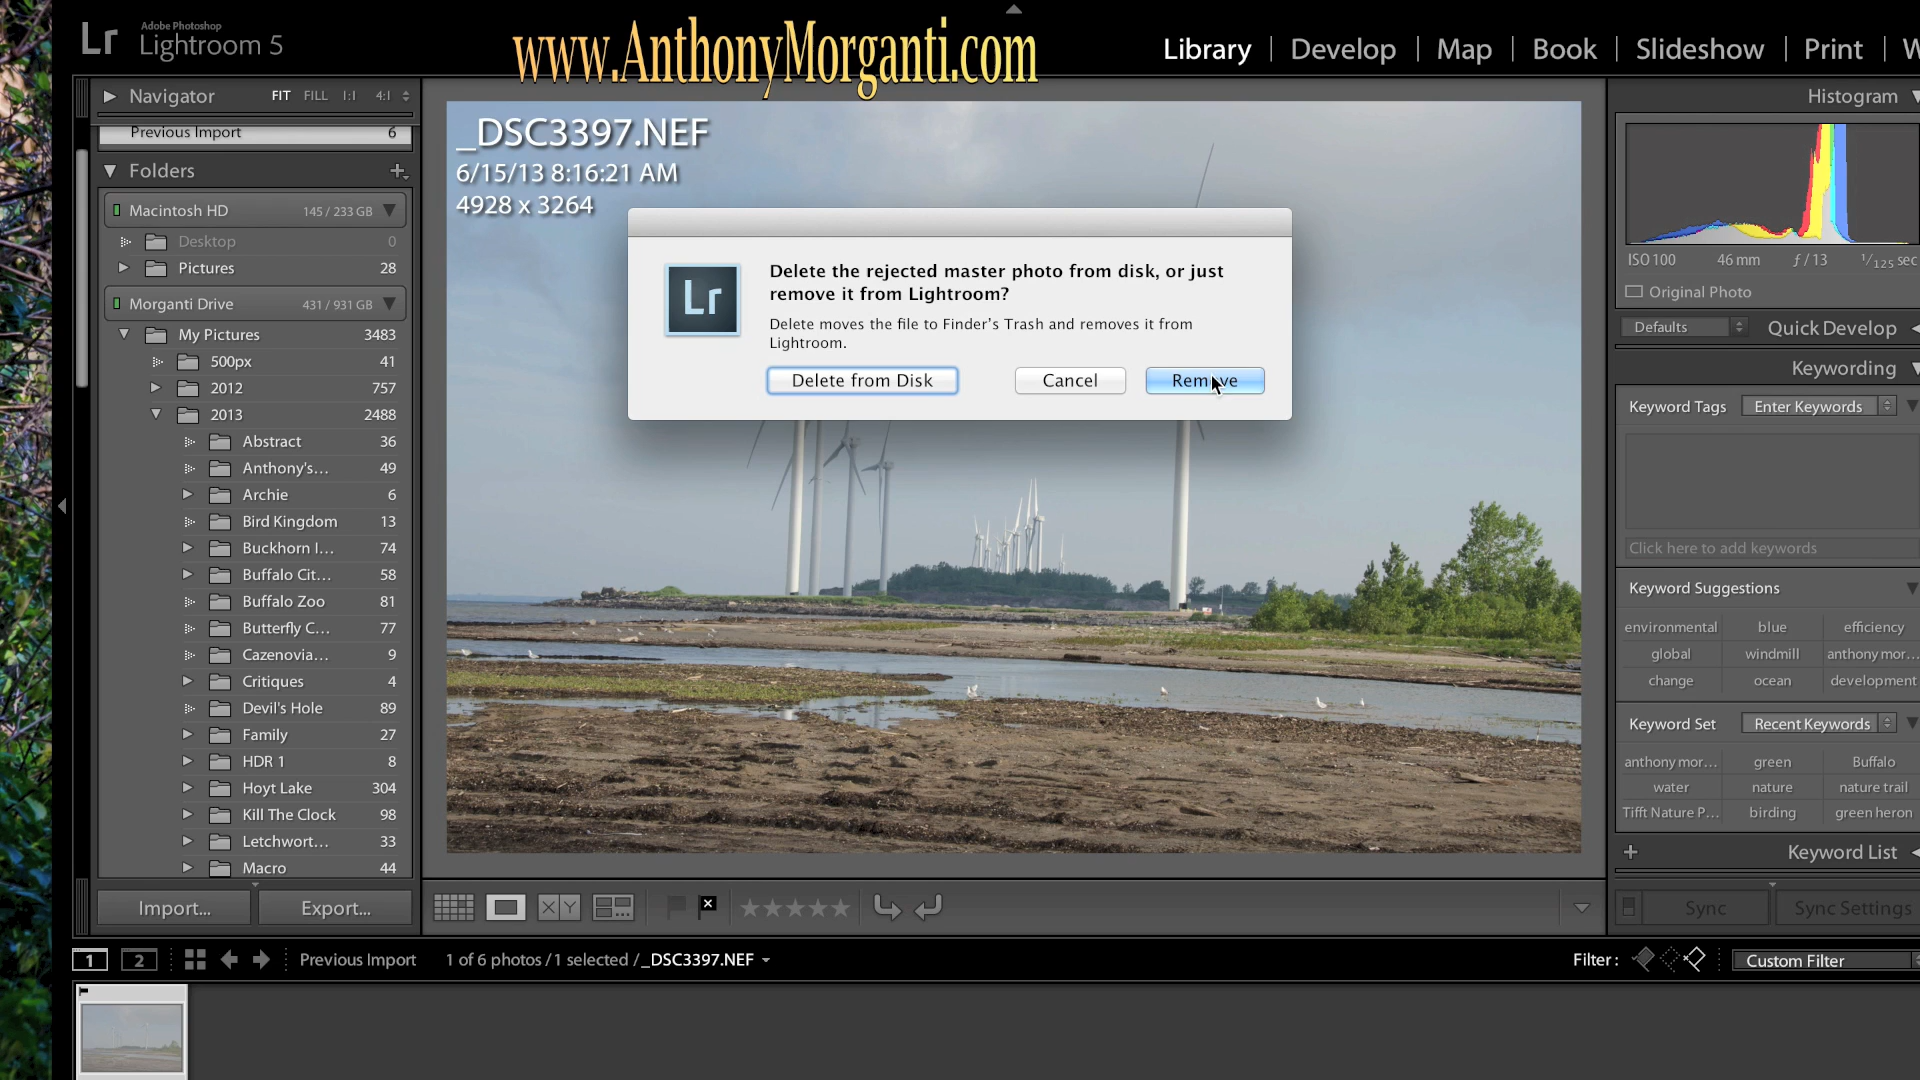 Adobe Photoshop
Lr Lightroom 5
www.AnthonyMorganti.com
Library | Develop | Map | Book | Slideshow | Print | W
Navigator FIT FILL 1:1 4:1
Previous Import 6
Folders
Macintosh HD 145 / 233 GB
Desktop 0
Pictures 28
Morganti Drive 431 / 931 GB
My Pictures 3483
500px 41
2012 757
2013 2488
Abstract 36
Anthony's... 49
Archie 6
Bird Kingdom 13
Buckhorn I... 74
Buffalo Cit... 58
Buffalo Zoo 81
Butterfly C... 77
Cazenovia... 9
Critiques 4
Devil's Hole 89
Family 27
HDR 1 8
Hoyt Lake 304
Kill The Clock 98
Letchwort... 33
Macro 44
Import... Export...
_DSC3397.NEF
6/15/13 8:16:21 AM
4928 x 3264
Lr
Delete the rejected master photo from disk, or just
remove it from Lightroom?
Delete moves the file to Finder's Trash and removes it from
Lightroom.
Delete from Disk Cancel Remove
Histogram
ISO 100 46 mm ƒ / 13 1/125 sec
Original Photo
Defaults Quick Develop
Keywording
Keyword Tags Enter Keywords
Click here to add keywords
Keyword Suggestions
environmental blue efficiency
global windmill anthony mor...
change ocean development
Keyword Set Recent Keywords
anthony mor... green Buffalo
water nature nature trail
Tifft Nature P... birding green heron
Keyword List
Sync Sync Settings
X Y
1 2 Previous Import 1 of 6 photos / 1 selected / _DSC3397.NEF Filter : Custom Filter